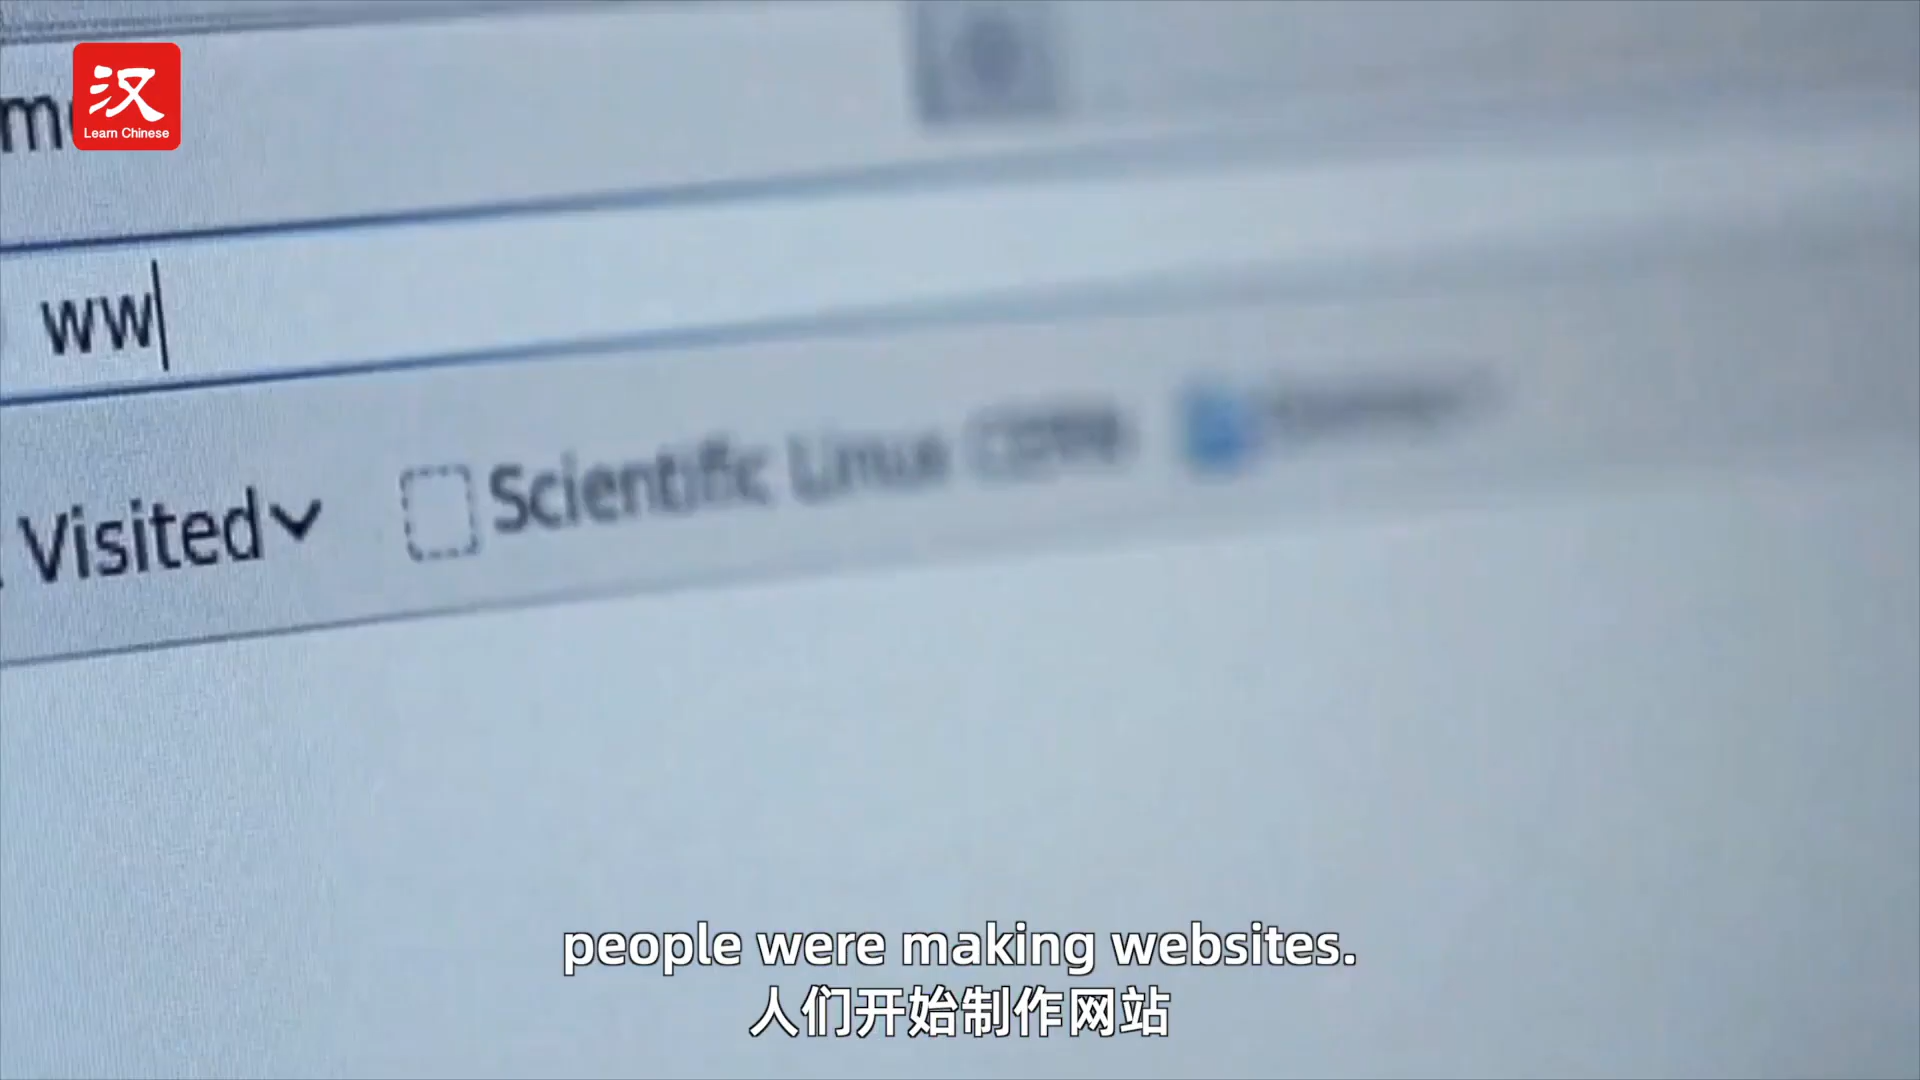 汉
Learn Chinese
ww
Visited
Scientific Linux
people were making websites.
人们开始制作网站